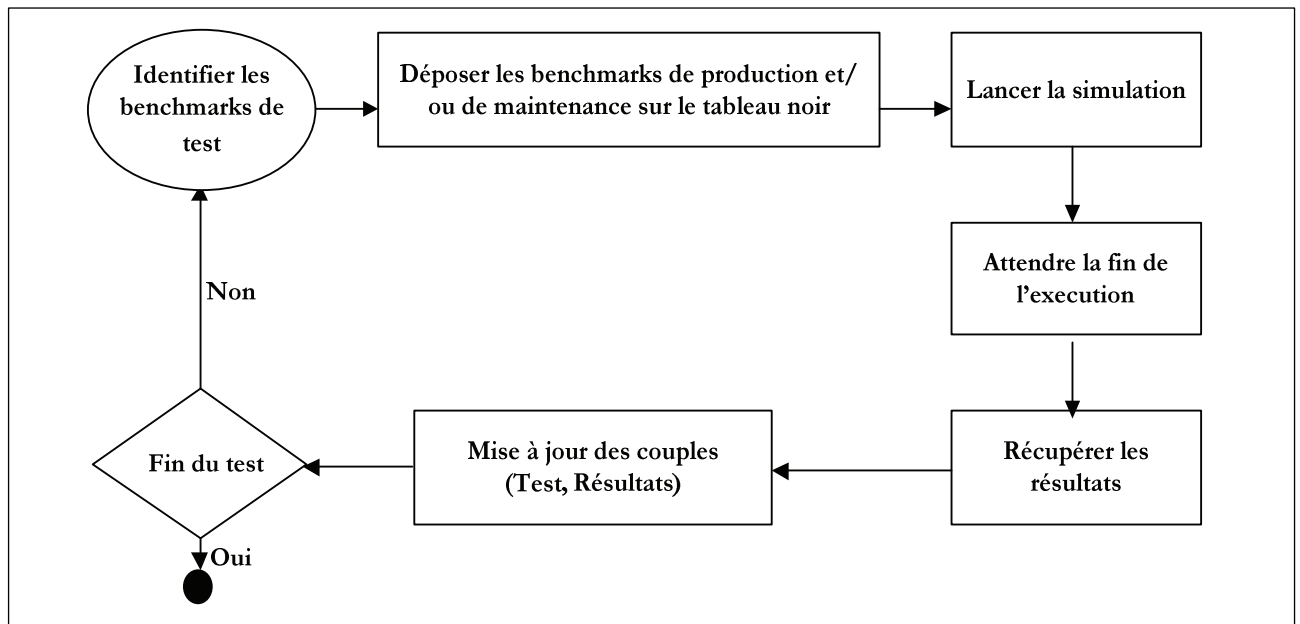 Identifier les
benchmarks de
test
Déposer les benchmarks de production et/
ou de maintenance sur le tableau noir
Lancer la simulation
Attendre la fin de
l’execution
Récupérer les
résultats
Mise à jour des couples
(Test, Résultats)
Fin du test
Non
Oui